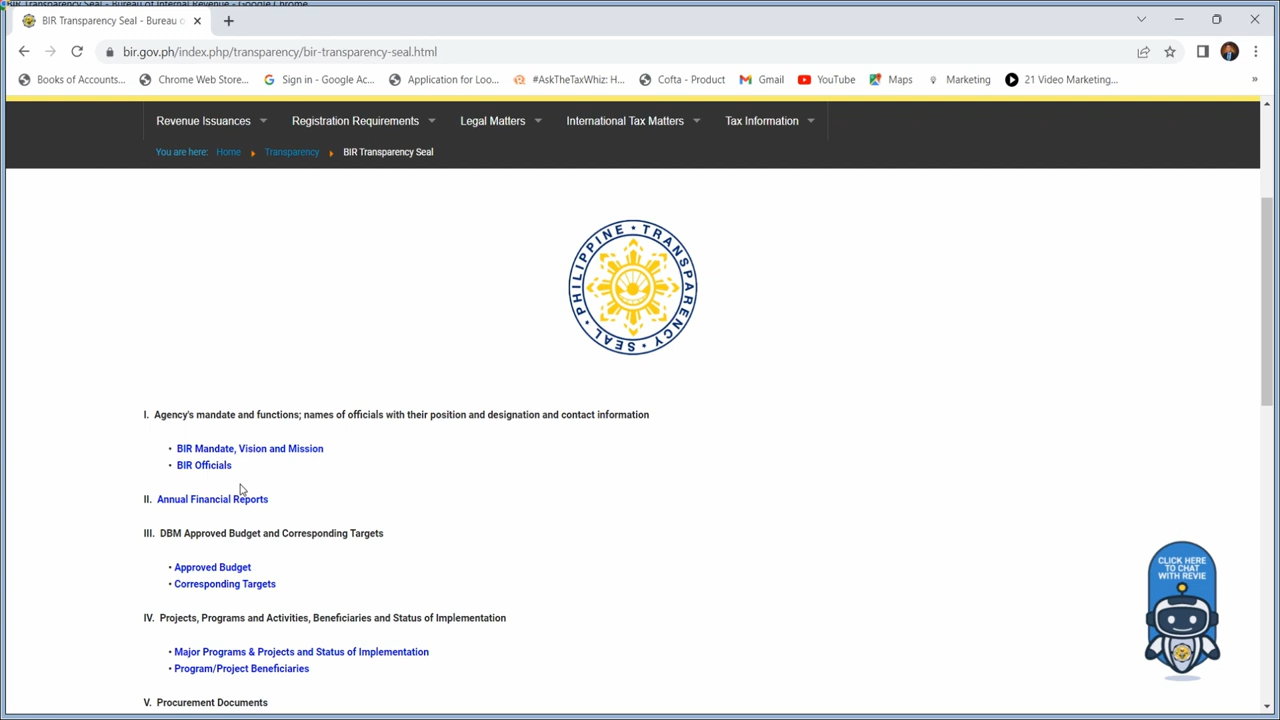 BIR Transparency Seal - Bureau of Internal Revenue - Google Chrome
BIR Transparency Seal - Bureau o
bir.gov.ph/index.php/transparency/bir-transparency-seal.html
Books of Accounts... Chrome Web Store... Sign in - Google Ac... Application for Loo... #AskTheTaxWhiz: H... Cofta - Product Gmail YouTube Maps Marketing 21 Video Marketing... »
Revenue Issuances Registration Requirements Legal Matters International Tax Matters Tax Information
You are here: Home Transparency BIR Transparency Seal
PHILIPPINE ★ TRANSPARENCY SEAL
I. Agency's mandate and functions; names of officials with their position and designation and contact information
• BIR Mandate, Vision and Mission
• BIR Officials
II. Annual Financial Reports
III. DBM Approved Budget and Corresponding Targets
• Approved Budget
• Corresponding Targets
IV. Projects, Programs and Activities, Beneficiaries and Status of Implementation
• Major Programs & Projects and Status of Implementation
• Program/Project Beneficiaries
V. Procurement Documents
CLICK HERE
TO CHAT
WITH REVIE